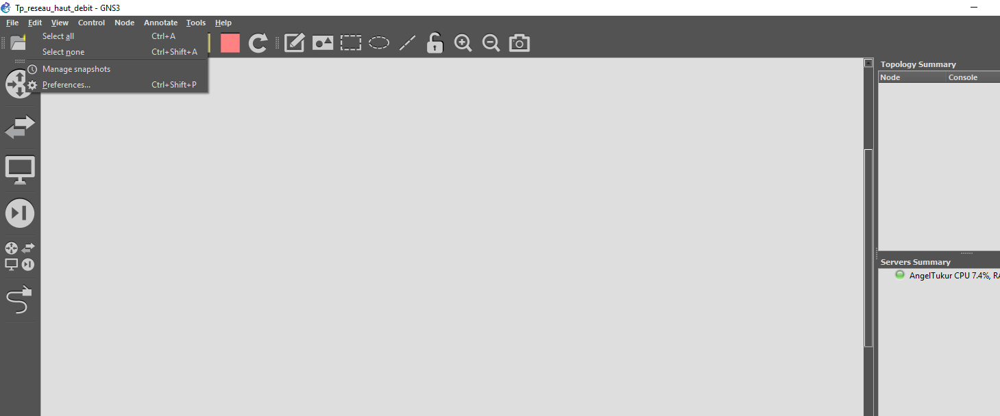 Tp_reseau_haut_debit - GNS3
File Edit View Control Node Annotate Tools Help
Select all Ctrl+A
Select none Ctrl+Shift+A
Manage snapshots
Preferences... Ctrl+Shift+P
Topology Summary
Node Console
Servers Summary
AngelTukur CPU 7.4%, RA